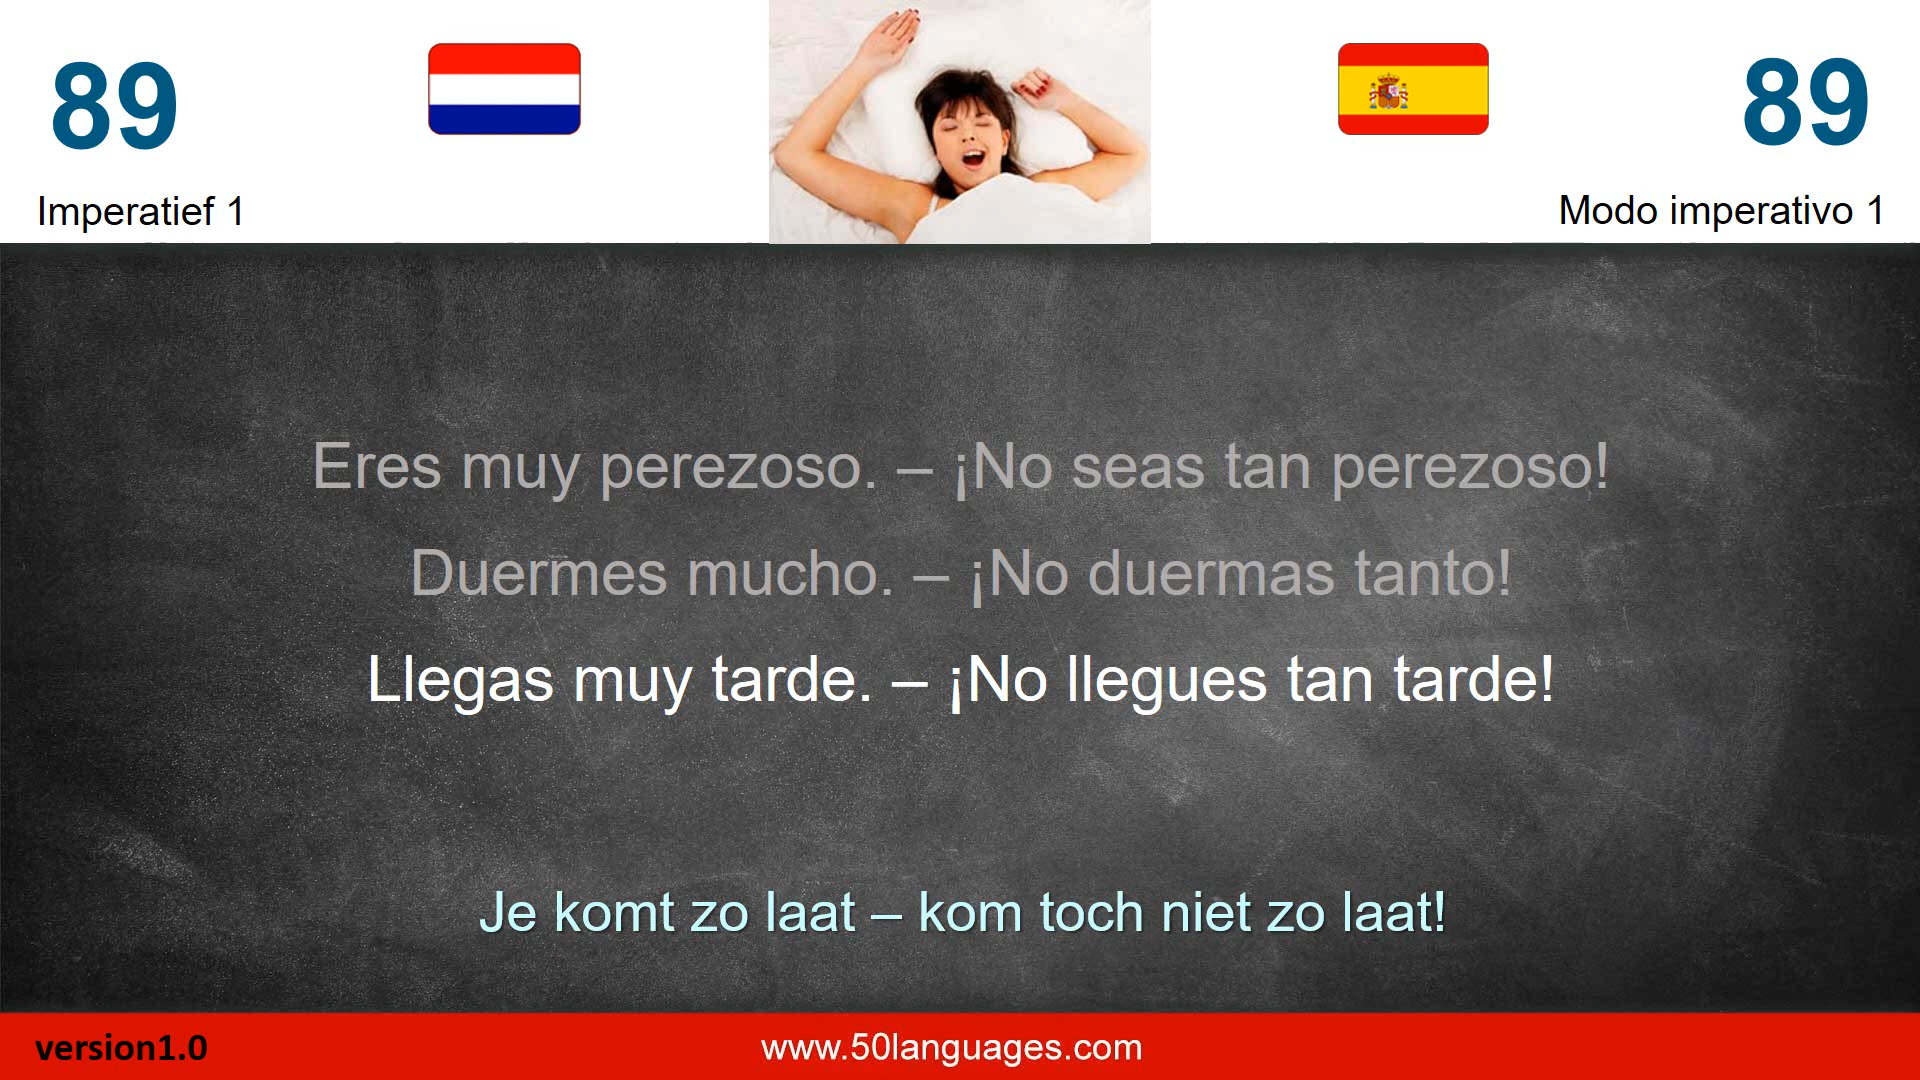 89
89
Imperatief 1
Modo imperativo 1
Eres muy perezoso. – ¡No seas tan perezoso!
Duermes mucho. – ¡No duermas tanto!
Llegas muy tarde. – ¡No llegues tan tarde!
Je komt zo laat – kom toch niet zo laat!
version1.0
www.50languages.com